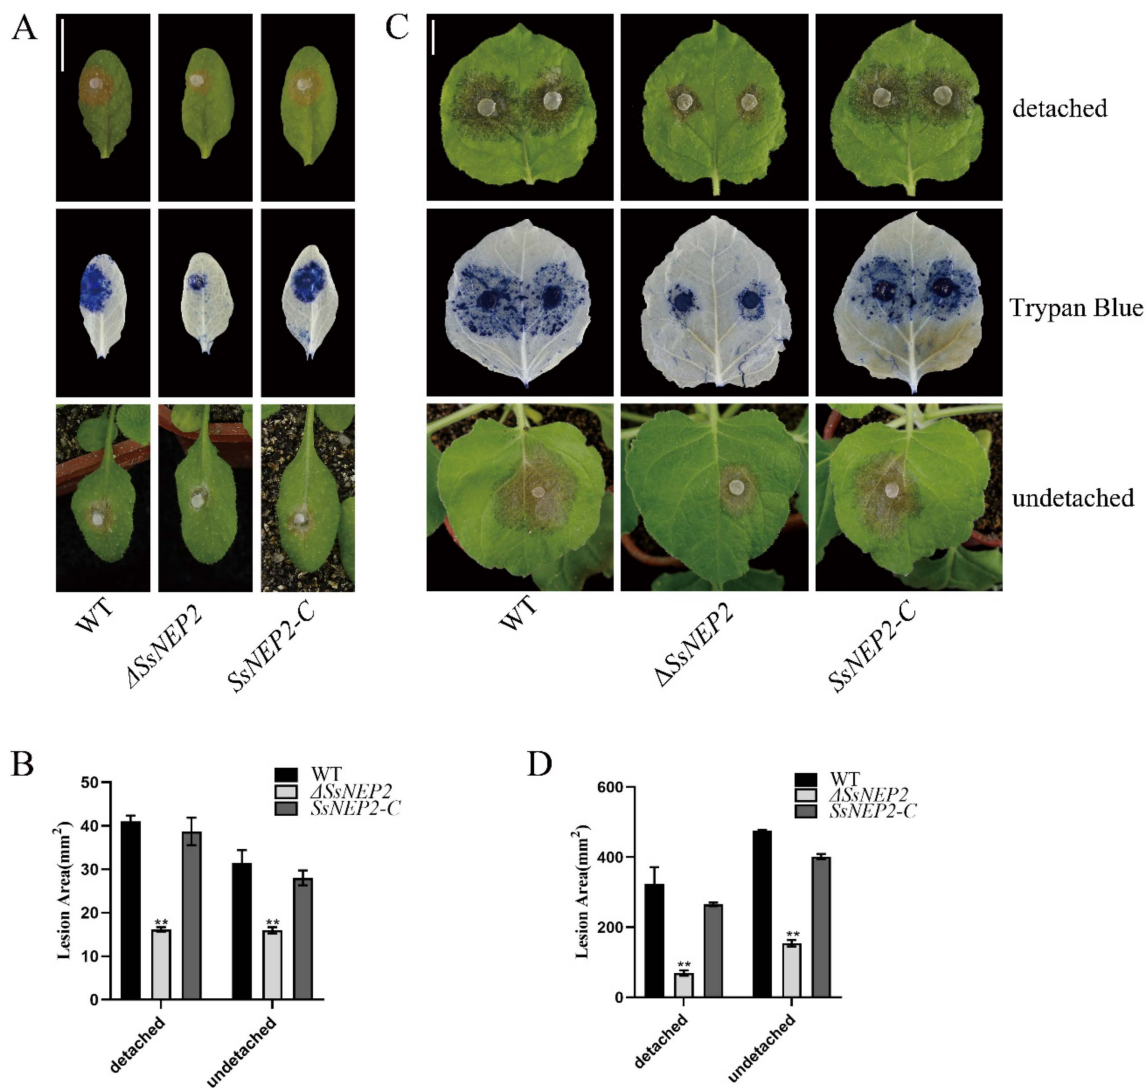 A
C
detached
Trypan Blue
undetached
WT
ΔSsNEP2
SsNEP2-C
WT
ΔSsNEP2
SsNEP2-C
B
WT
ΔSsNEP2
SsNEP2-C
Lesion Area(mm²)
50
40
30
20
10
0
**
**
detached
undetached
D
WT
ΔSsNEP2
SsNEP2-C
Lesion Area(mm²)
600
400
200
0
**
**
detached
undetached